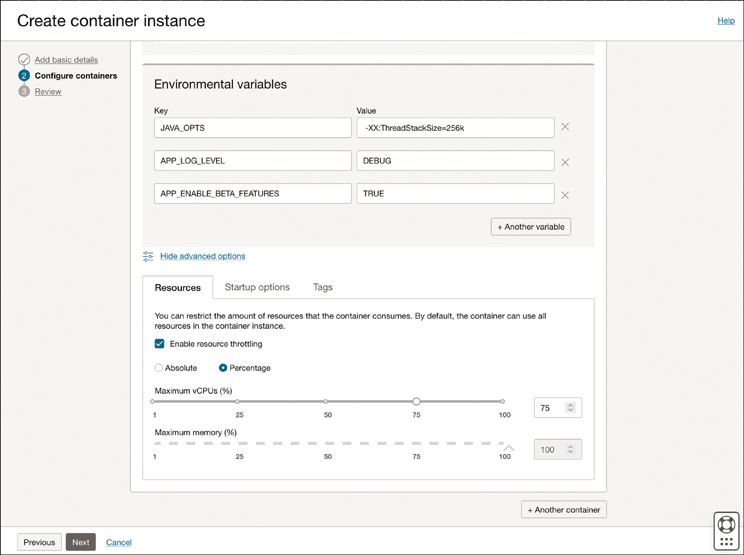 Create container instance
Help
Add basic details
2 Configure containers
3 Review
Environmental variables
Key Value
JAVA_OPTS -XX:ThreadStackSize=256k
APP_LOG_LEVEL DEBUG
APP_ENABLE_BETA_FEATURES TRUE
+ Another variable
Hide advanced options
Resources Startup options Tags
You can restrict the amount of resources that the container consumes. By default, the container can use all
resources in the container instance.
Enable resource throttling
Absolute Percentage
Maximum vCPUs (%)
75
1 25 50 75 100
Maximum memory (%)
100
1 25 50 75 100
+ Another container
Previous Next Cancel